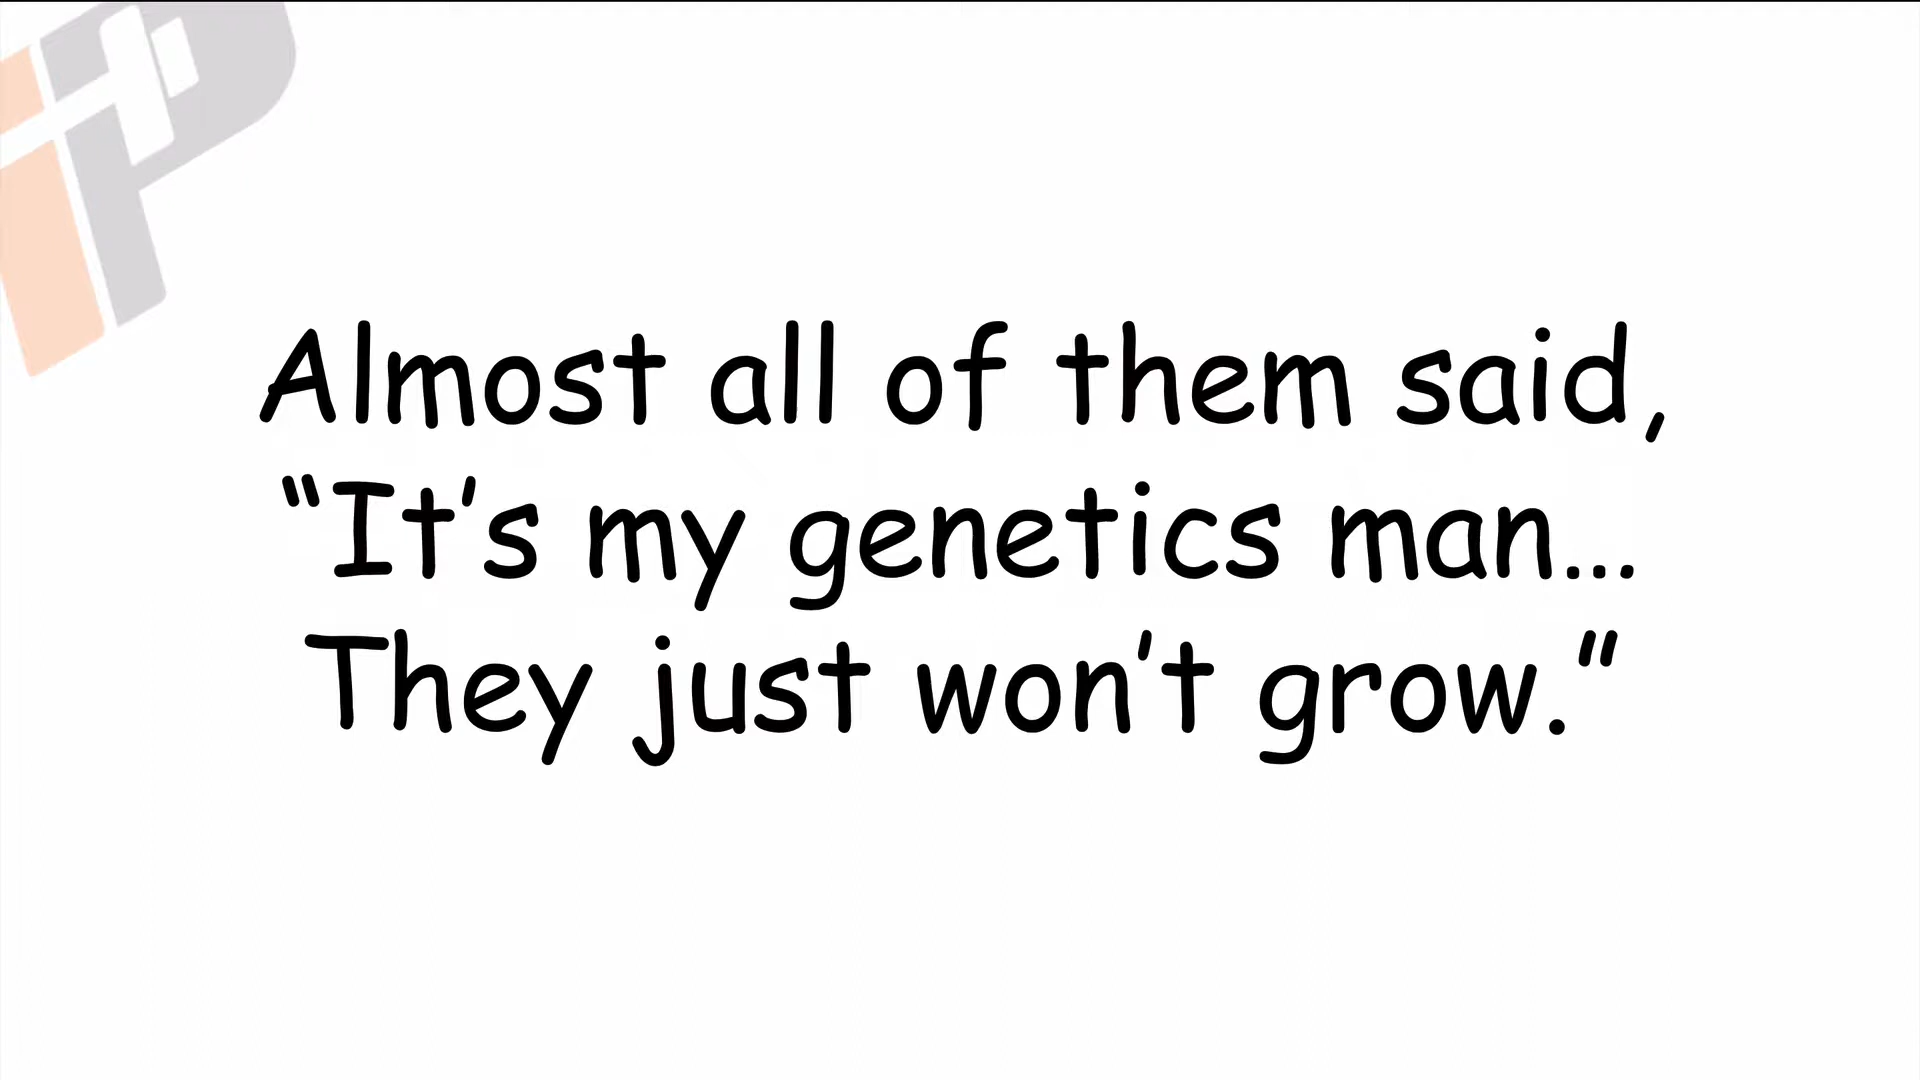 Almost all of them said,
“It’s my genetics man...
They just won’t grow.”